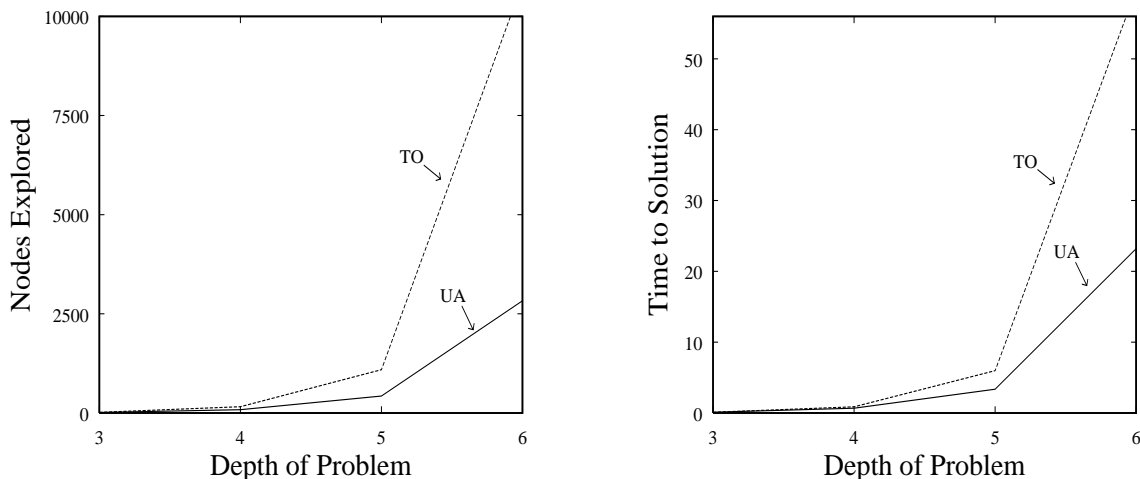 10000
7500
5000
2500
0
Nodes Explored
TO
UA
3 4 5 6
Depth of Problem
50
40
30
20
10
0
Time to Solution
TO
UA
3 4 5 6
Depth of Problem